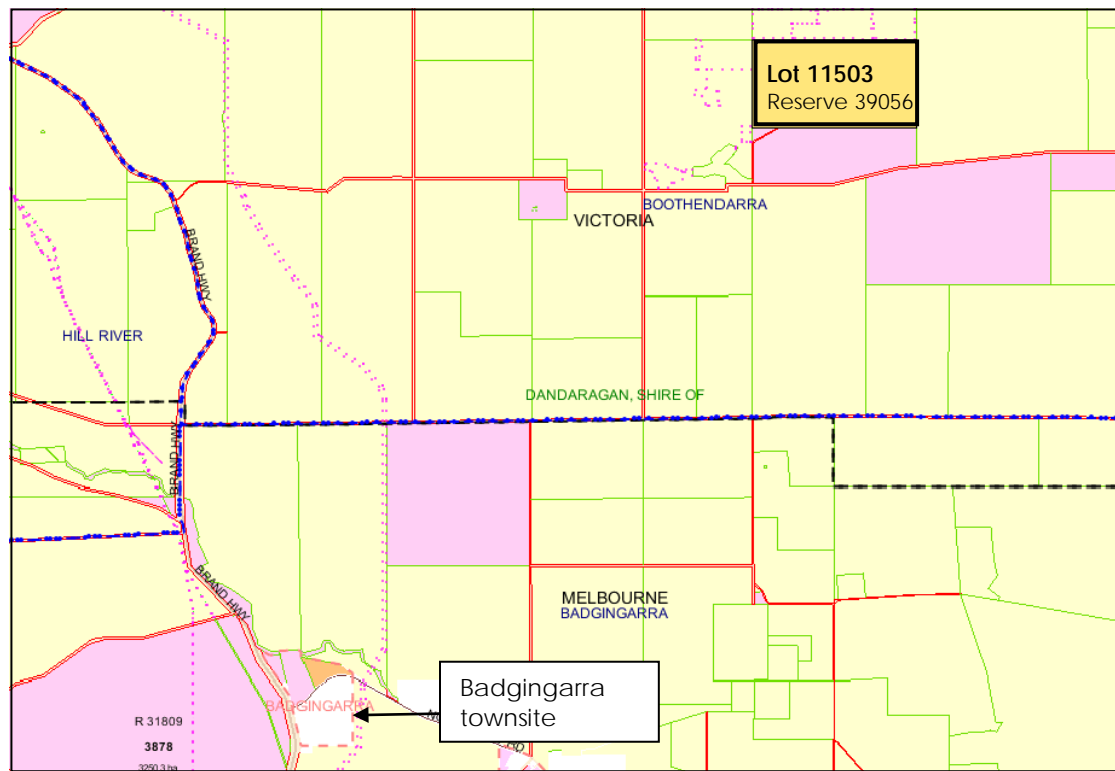 Lot 11503
Reserve 39056
BOOTHENDARRA
VICTORIA
BRAND HWY
HILL RIVER
DANDARAGAN, SHIRE OF
BRAND HWY
BRAND HWY
MELBOURNE
BADGINGARRA
Badgingarra
townsite
BADGINGARRA
R 31809
3878
3250.3 ha
RD